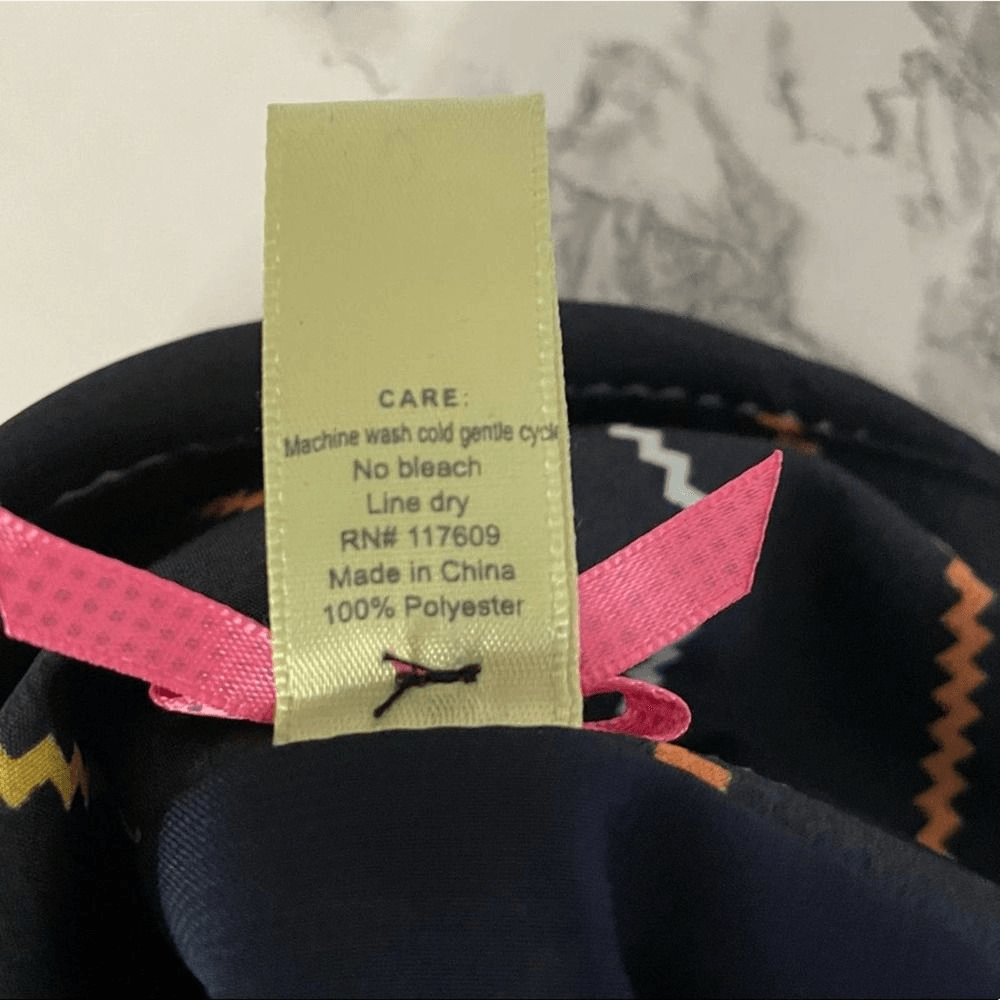 CARE:
Machine wash cold gentle cycle
No bleach
Line dry
RN# 117609
Made in China
100% Polyester